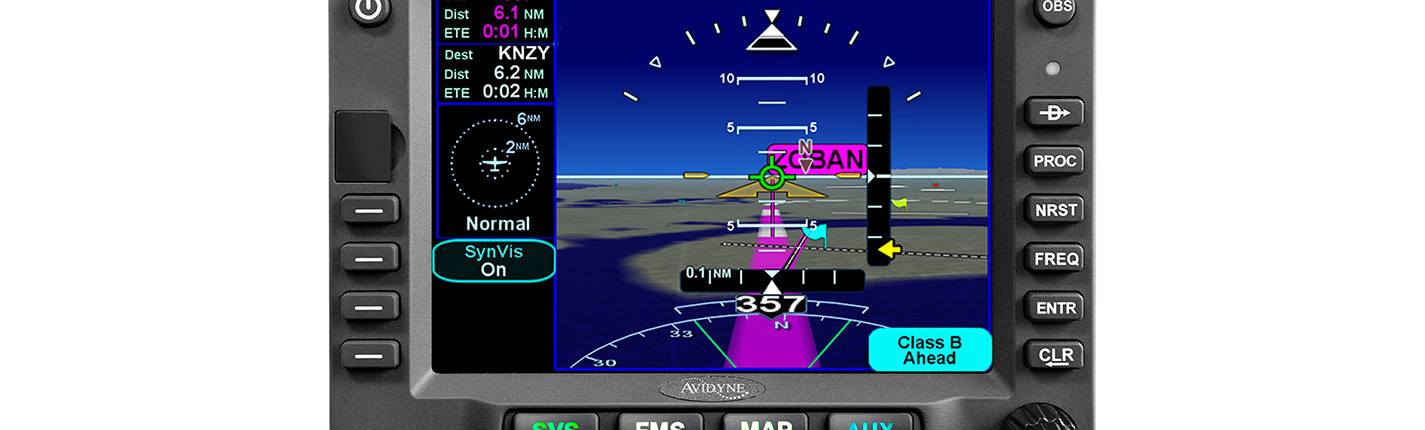 OBS
Dist 6.1 NM
ETE 0:01 H:M
Dest KNZY
Dist 6.2 NM
ETE 0:02 H:M
6NM
2NM
Normal
SynVis
On
10 10
5 5
N
ZOBAN
5 5
0.1 NM
357
N
33
30
Class B
Ahead
D
PROC
NRST
FREQ
ENTR
CLR
AVIDYNE
SVS
FMS
MAP
AUX